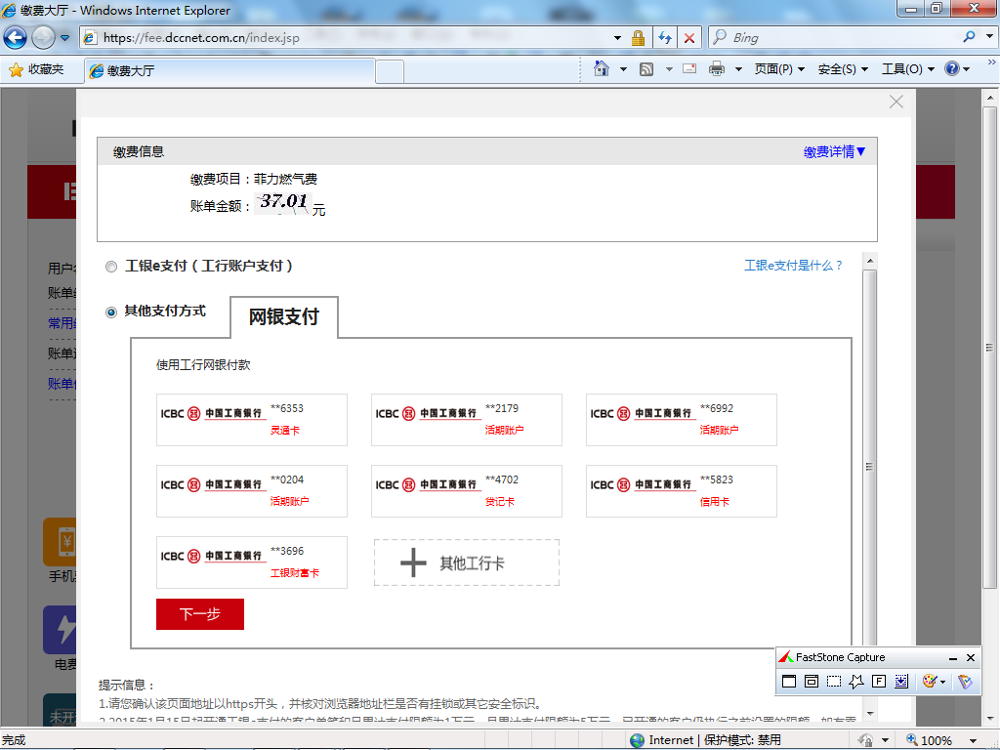 缴费大厅 - Windows Internet Explorer
https://fee.dccnet.com.cn/index.jsp
Bing
收藏夹
缴费大厅
页面(P)
安全(S)
工具(O)
缴费信息
缴费详情▼
缴费项目：菲力燃气费
账单金额：37.01元
用户
账单
常用
账单
账单
手机
电费
未开
工银e支付（工行账户支付）
工银e支付是什么？
其他支付方式
网银支付
使用工行网银付款
ICBC 中国工商银行 **6353
灵通卡
ICBC 中国工商银行 **2179
活期账户
ICBC 中国工商银行 **6992
活期账户
ICBC 中国工商银行 **0204
活期账户
ICBC 中国工商银行 **4702
贷记卡
ICBC 中国工商银行 **5823
信用卡
ICBC 中国工商银行 **3696
工银财富卡
其他工行卡
下一步
FastStone Capture
提示信息：
1.请您确认该页面地址以https开头，并核对浏览器地址栏是否有挂锁或其它安全标识。
2.2015年1月15起开通工银e支付的客户单笔和日累计支付限额为1万元，月累计支付限额为5万元，已开通的客户仍执行之前设置的限额，如有需
完成
Internet | 保护模式: 禁用
100%